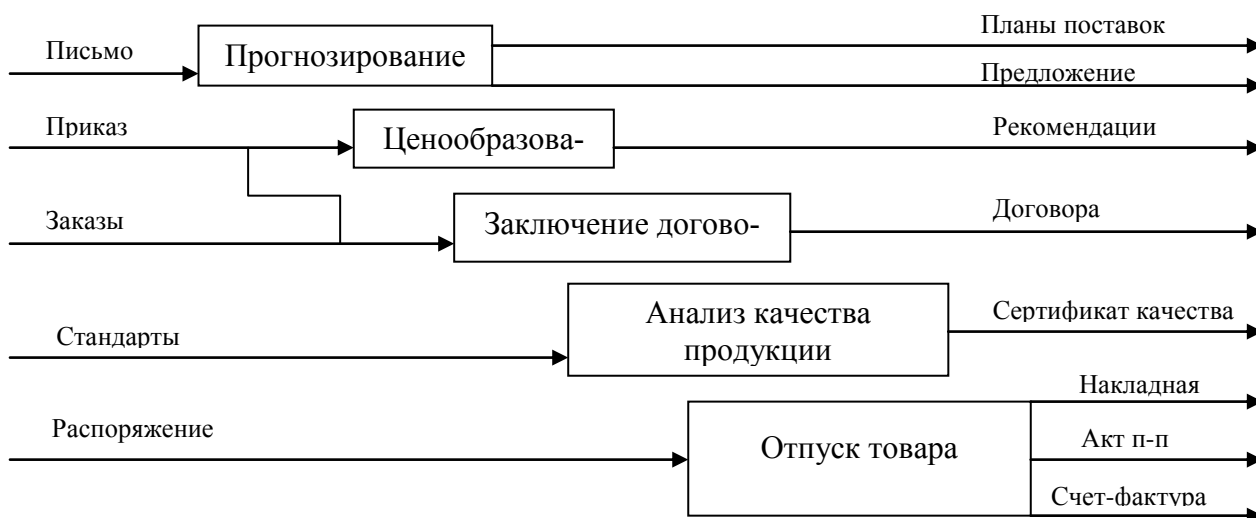 Планы поставок
Письмо
Прогнозирование
Предложение
Приказ
Ценообразова-
Рекомендации
Заказы
Заключение догово-
Договора
Стандарты
Анализ качества
продукции
Сертификат качества
Накладная
Распоряжение
Отпуск товара
Акт п-п
Счет-фактура